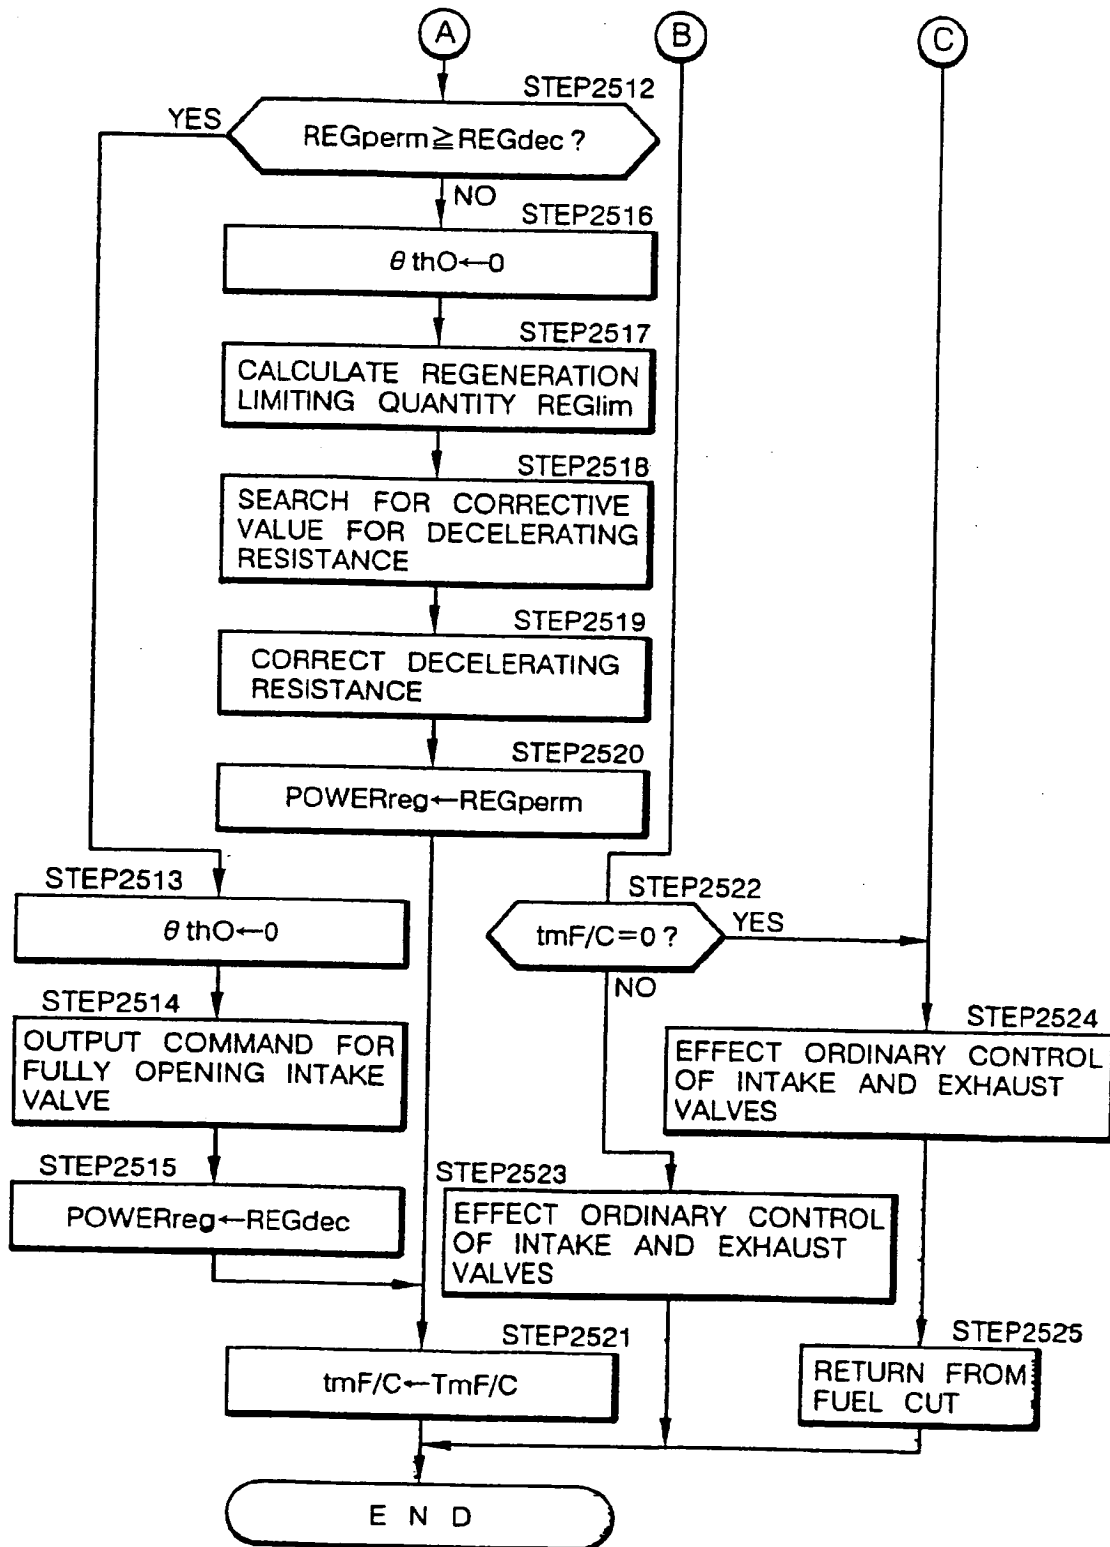 A
B
C
STEP2512
YES
REGperm≧REGdec ?
NO
STEP2516
θ thO←0
STEP2517
CALCULATE REGENERATION
LIMITING QUANTITY REGlim
STEP2518
SEARCH FOR CORRECTIVE
VALUE FOR DECELERATING
RESISTANCE
STEP2519
CORRECT DECELERATING
RESISTANCE
STEP2520
POWERreg←REGperm
STEP2513
θ thO←0
STEP2514
OUTPUT COMMAND FOR
FULLY OPENING INTAKE
VALVE
STEP2515
POWERreg←REGdec
STEP2522
tmF/C=0 ?
YES
NO
STEP2524
EFFECT ORDINARY CONTROL
OF INTAKE AND EXHAUST
VALVES
STEP2523
EFFECT ORDINARY CONTROL
OF INTAKE AND EXHAUST
VALVES
STEP2521
tmF/C←TmF/C
STEP2525
RETURN FROM
FUEL CUT
E N D